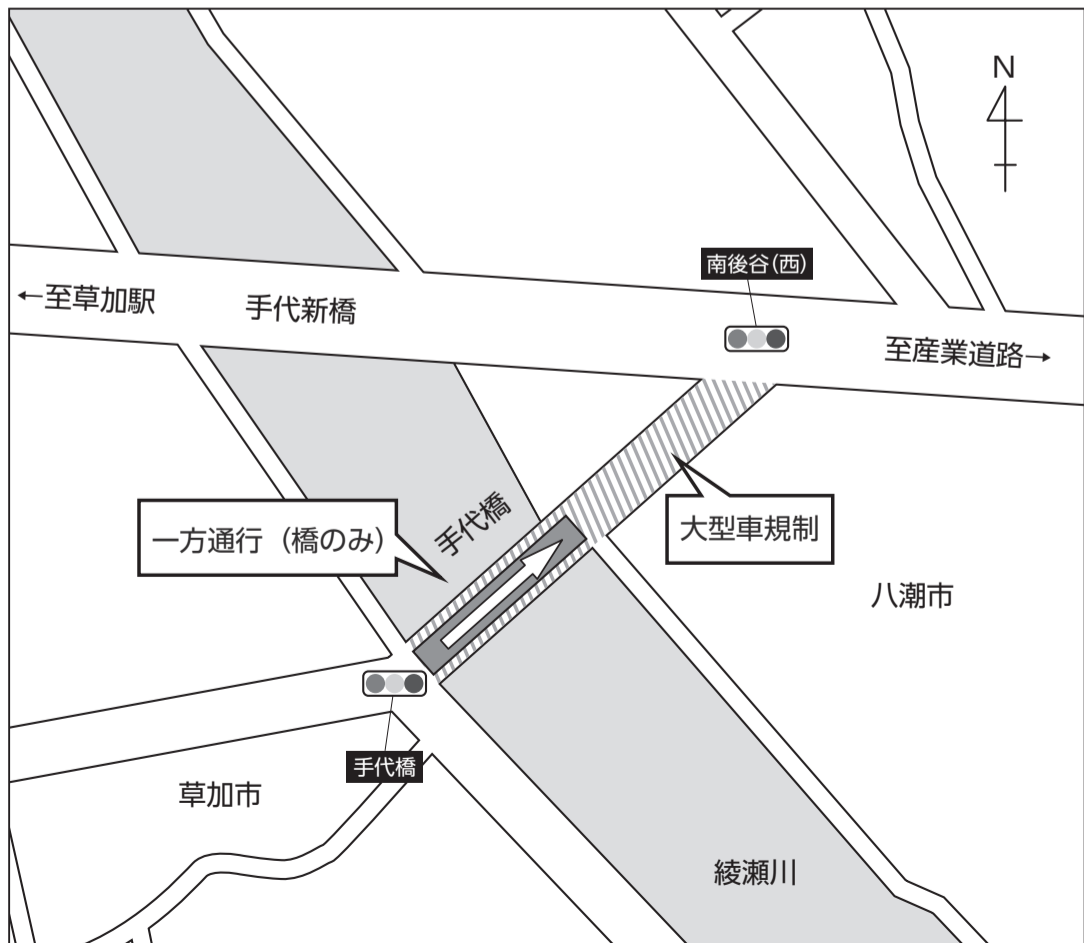 N
南後谷(西)
←至草加駅
手代新橋
至産業道路→
手代橋
一方通行（橋のみ）
大型車規制
八潮市
手代橋
草加市
綾瀬川